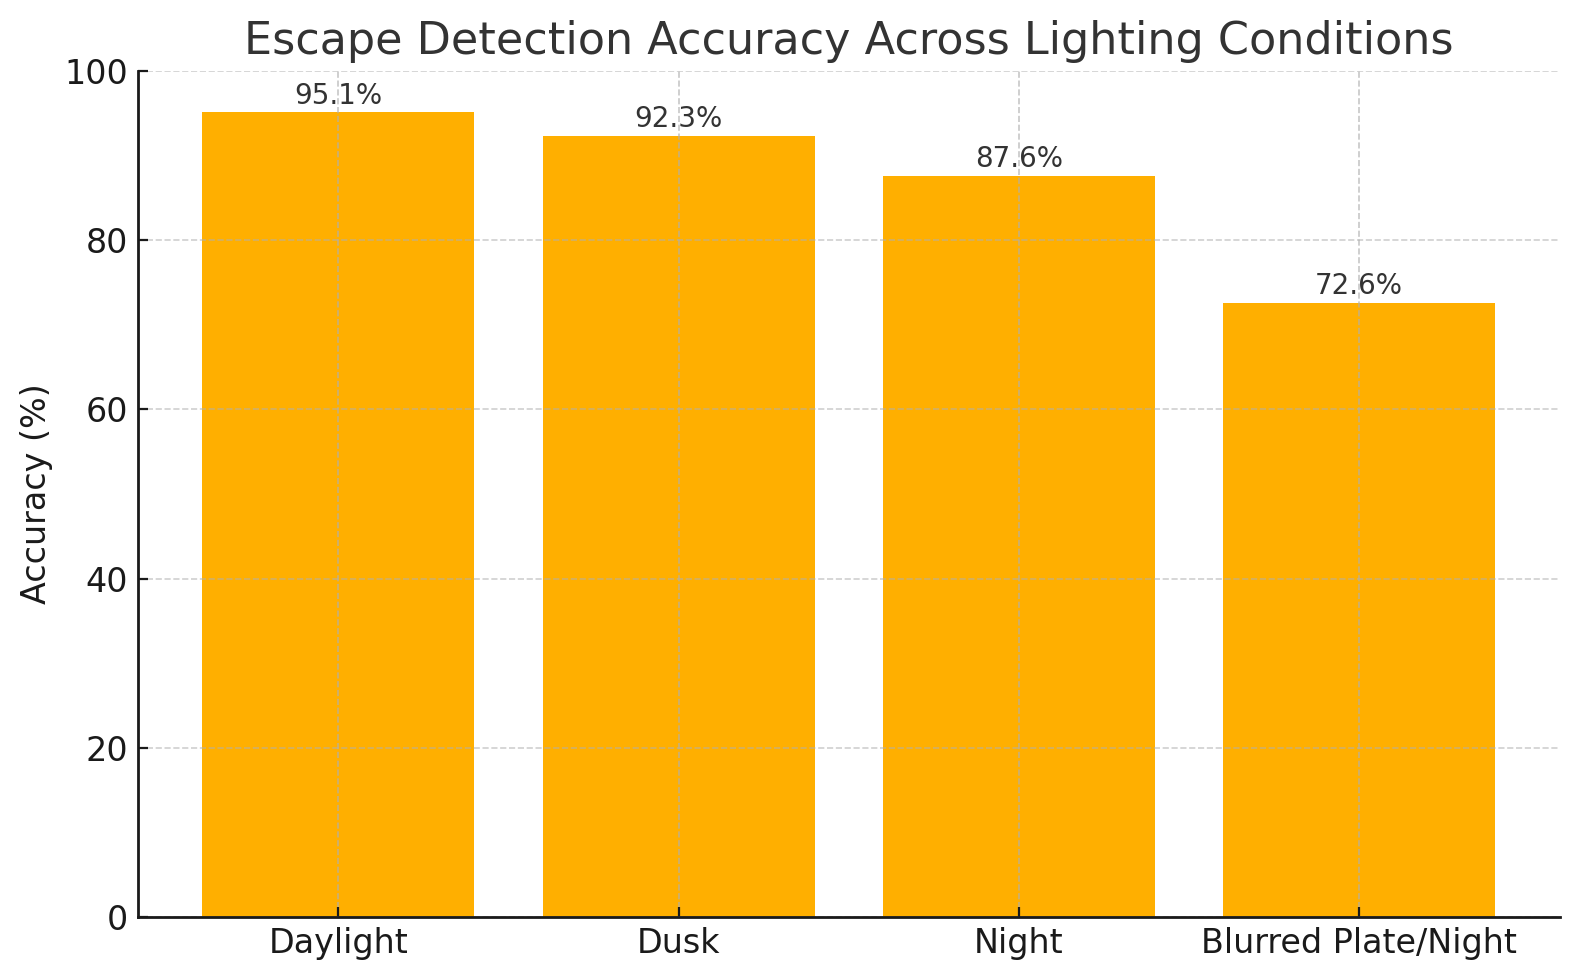 Escape Detection Accuracy Across Lighting Conditions
100
80
60
40
20
0
Accuracy (%)
95.1%
92.3%
87.6%
72.6%
Daylight
Dusk
Night
Blurred Plate/Night